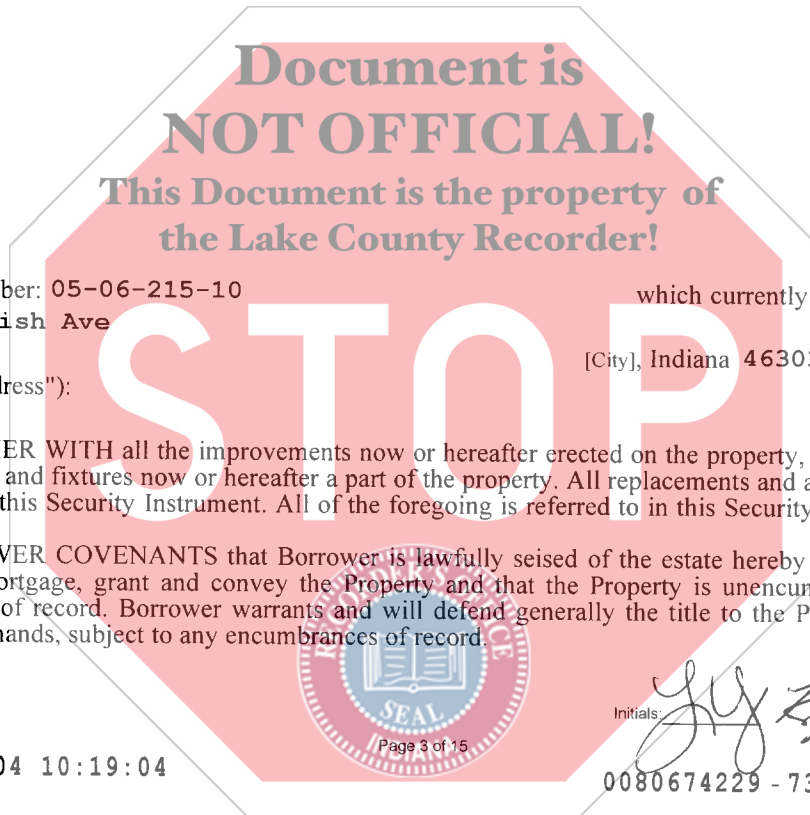 Document is
NOT OFFICIAL!
This Document is the property of
the Lake County Recorder!
ber: 05-06-215-10 which currently
ish Ave
[City], Indiana 4630
ress"):
ER WITH all the improvements now or hereafter erected on the property,
and fixtures now or hereafter a part of the property. All replacements and a
this Security Instrument. All of the foregoing is referred to in this Security
STOP
VER COVENANTS that Borrower is lawfully seised of the estate hereby
ortgage, grant and convey the Property and that the Property is unencu
of record. Borrower warrants and will defend generally the title to the P
nands, subject to any encumbrances of record.
RECORDER'S OFFICE
SEAL
INDIANA
Initials:
Page 3 of 15
04 10:19:04
0080674229 - 73